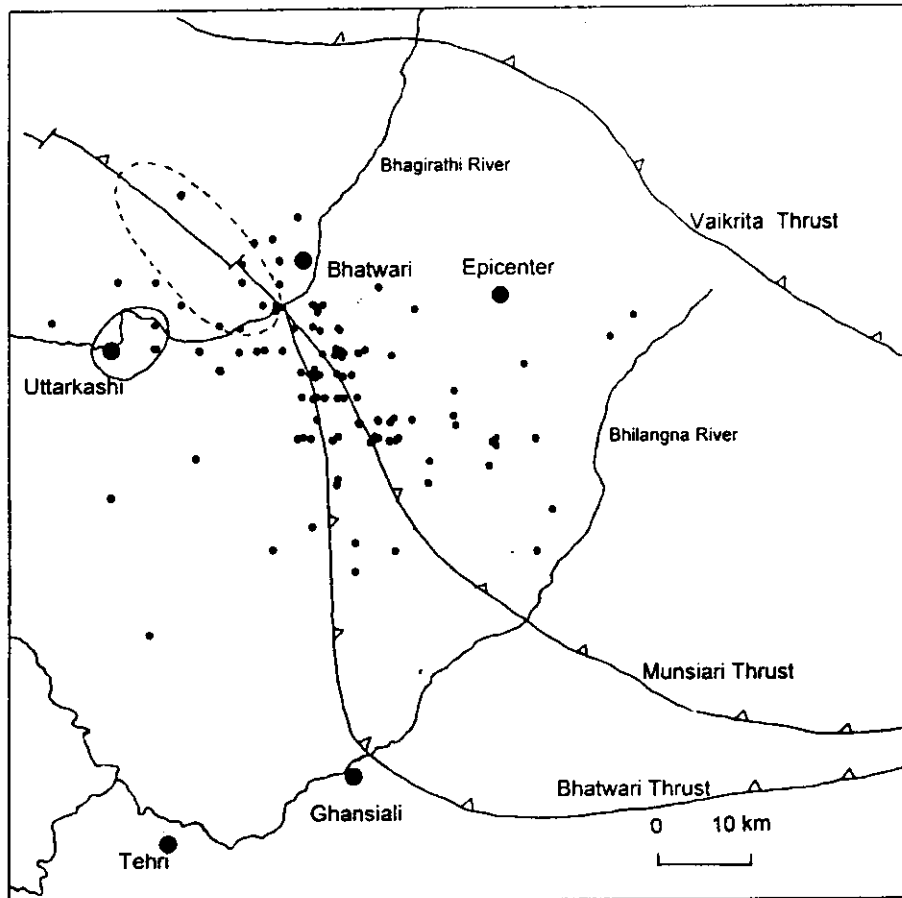 Bhagirathi River
Vaikrita Thrust
Bhatwari
Epicenter
Uttarkashi
Bhilangna River
Munsiari Thrust
Bhatwari Thrust
Ghansiali
0 10 km
Tehri